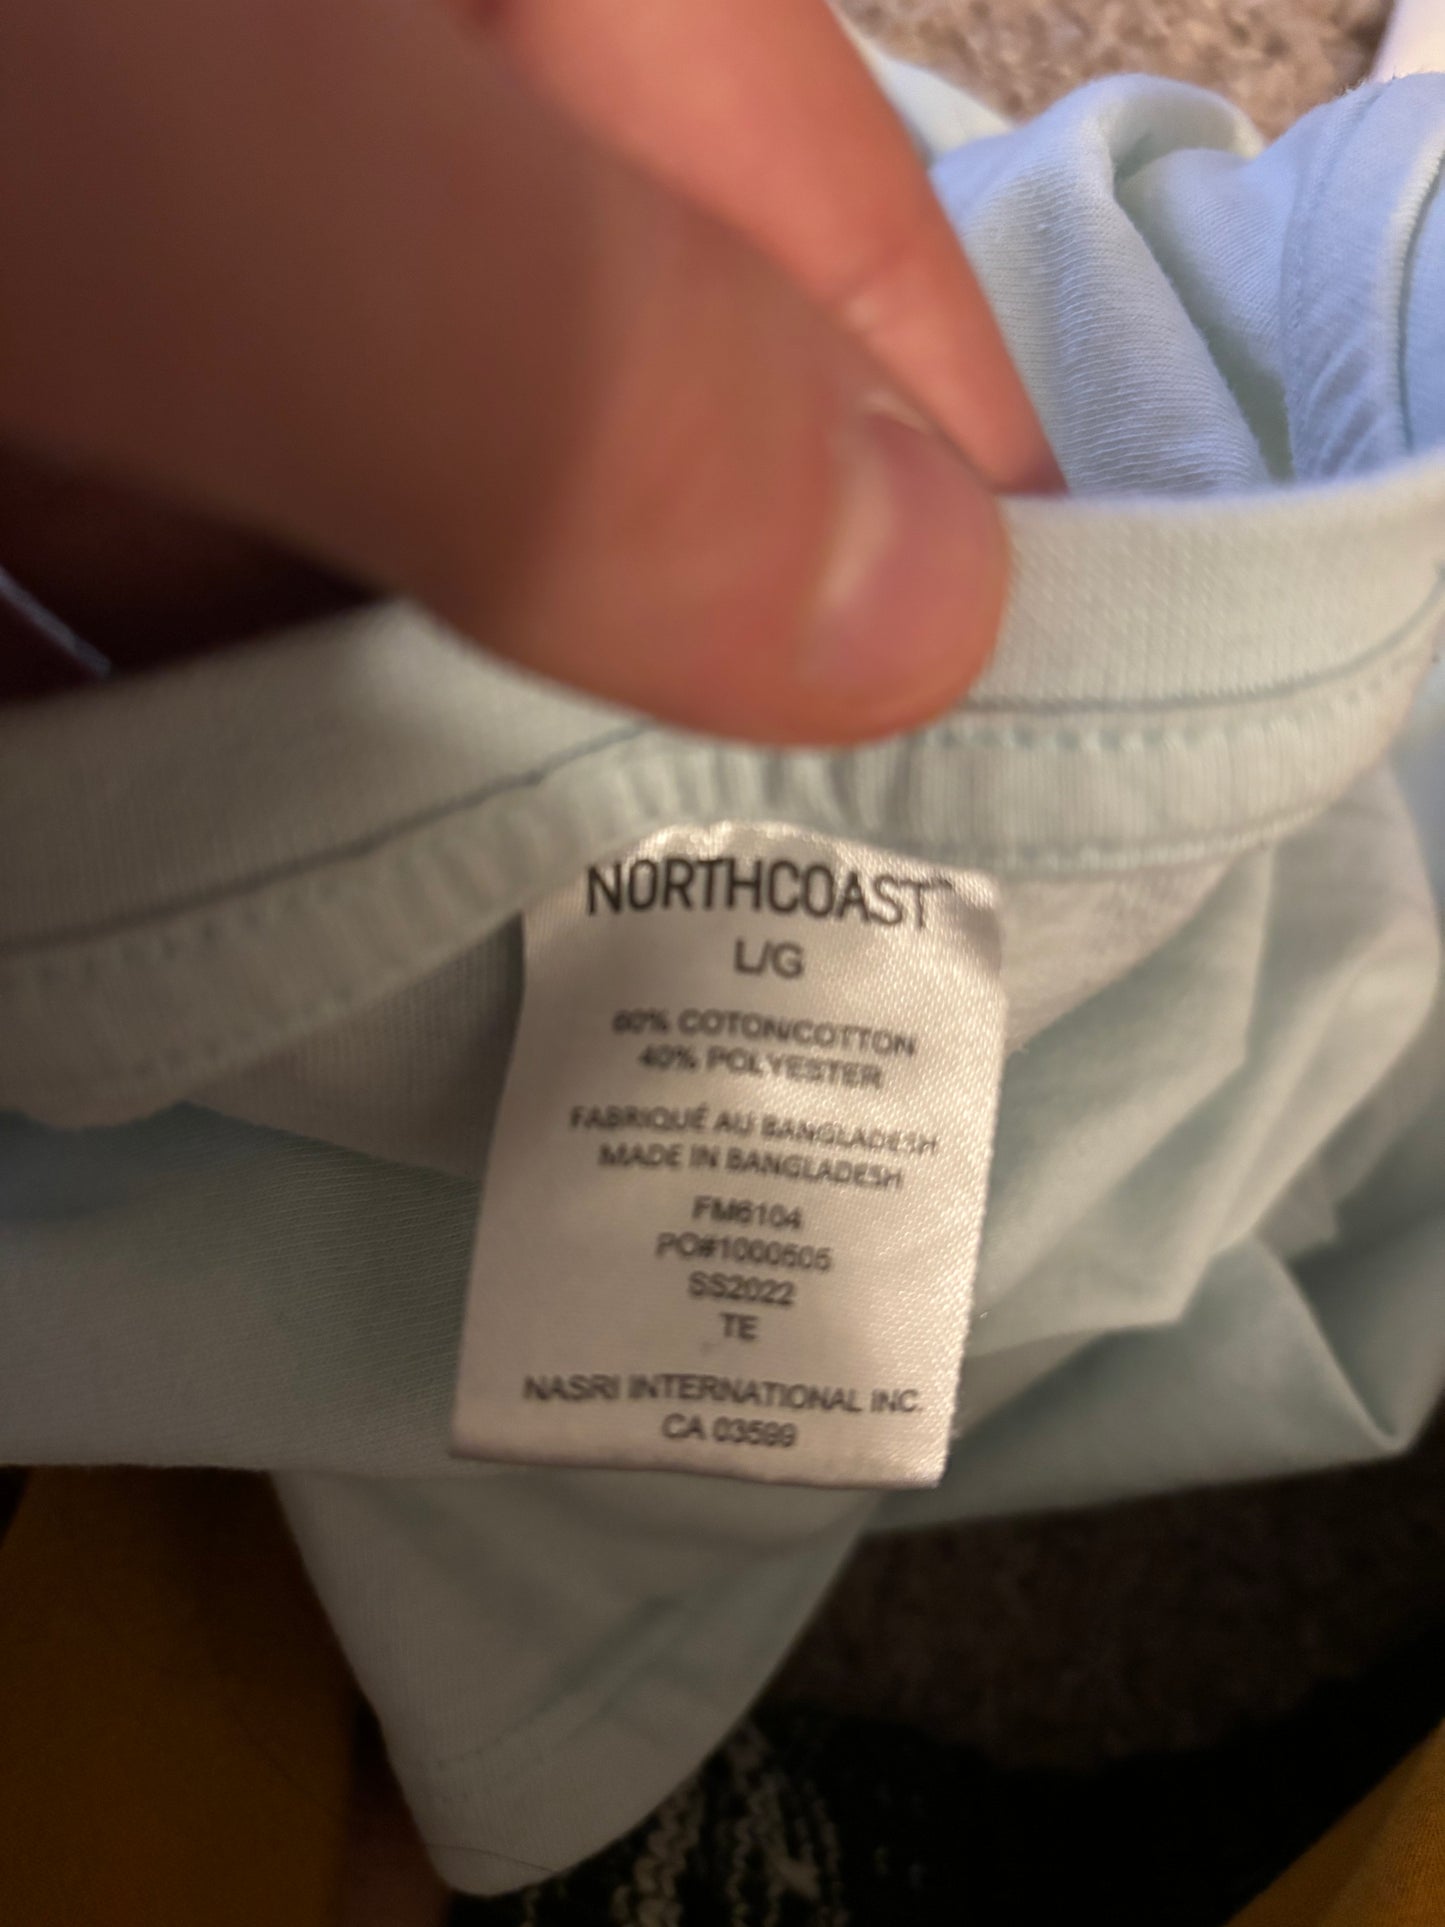 NORTHCOAST™
L/G
60% COTON/COTTON
40% POLYESTER
FABRIQUÉ AU BANGLADESH
MADE IN BANGLADESH
FM6104
PO#1000505
SS2022
TE
NASRI INTERNATIONAL INC.
CA 03599